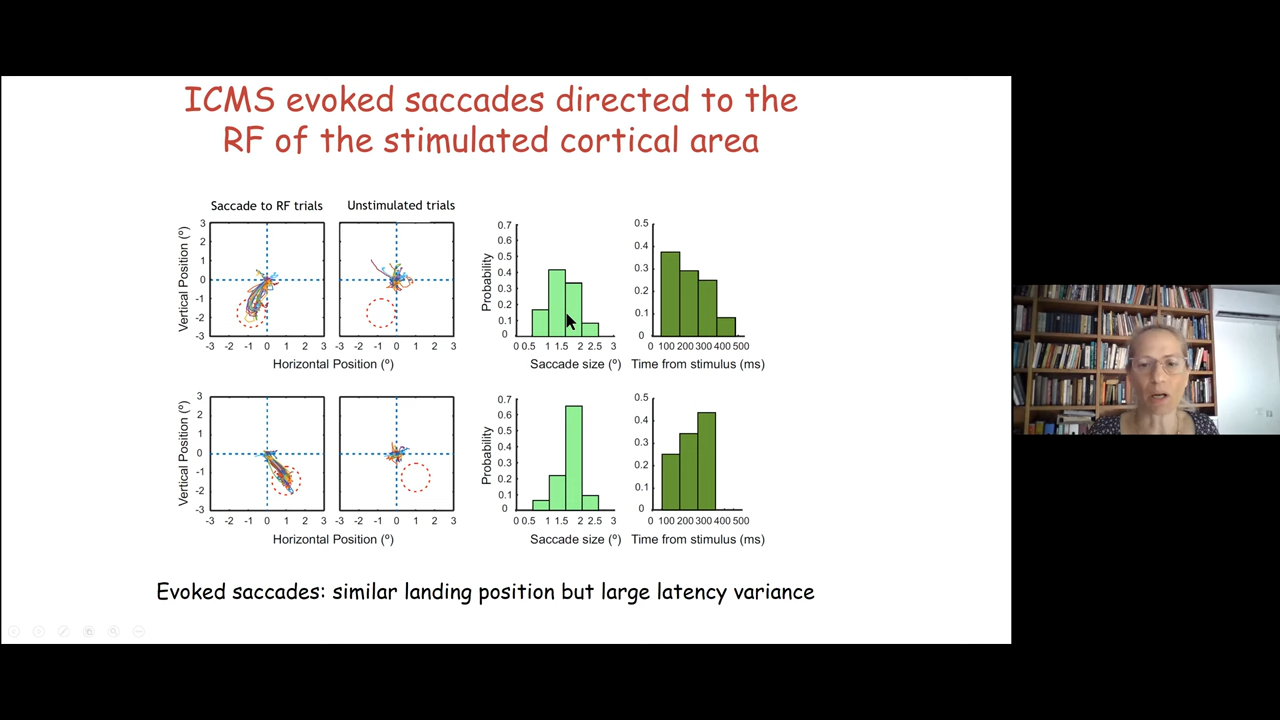 ICMS evoked saccades directed to the
RF of the stimulated cortical area
Saccade to RF trials
Unstimulated trials
Vertical Position (º)
3
2
1
0
-1
-2
-3
-3 -2 -1 0 1 2 3
-3 -2 -1 0 1 2 3
Horizontal Position (º)
Probability
0.7
0.6
0.5
0.4
0.3
0.2
0.1
0
0 0.5 1 1.5 2 2.5 3
Saccade size (º)
0.5
0.4
0.3
0.2
0.1
0
0 100 200 300 400 500
Time from stimulus (ms)
Vertical Position (º)
3
2
1
0
-1
-2
-3
-3 -2 -1 0 1 2 3
-3 -2 -1 0 1 2 3
Horizontal Position (º)
Probability
0.7
0.6
0.5
0.4
0.3
0.2
0.1
0
0 0.5 1 1.5 2 2.5 3
Saccade size (º)
0.5
0.4
0.3
0.2
0.1
0
0 100 200 300 400 500
Time from stimulus (ms)
Evoked saccades: similar landing position but large latency variance